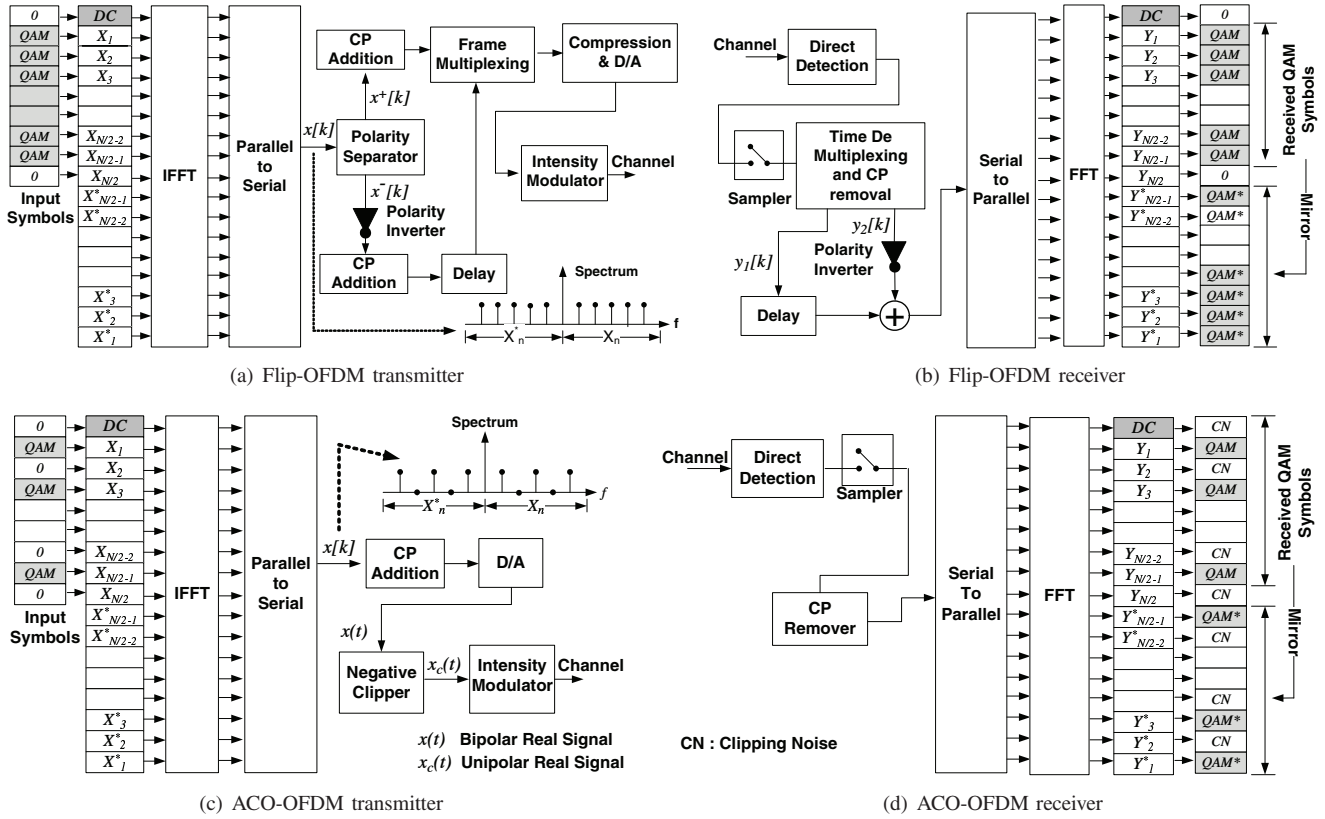 0
QAM
QAM
QAM
QAM
QAM
0
Input
Symbols
DC
X1
X2
X3
XN/2-2
XN/2-1
XN/2
X*N/2-1
X*N/2-2
X*3
X*2
X*1
IFFT
Parallel
to
Serial
x[k]
CP
Addition
x+[k]
Polarity
Separator
x-[k]
Polarity
Inverter
CP
Addition
Delay
Frame
Multiplexing
Compression
& D/A
Intensity
Modulator
Channel
Spectrum
f
X*n
Xn
(a) Flip-OFDM transmitter
Channel
Direct
Detection
Sampler
Time De
Multiplexing
and CP
removal
y1[k]
y2[k]
Polarity
Inverter
Delay
+
Serial
to
Parallel
FFT
DC
Y1
Y2
Y3
YN/2-2
YN/2-1
YN/2
Y*N/2-1
Y*N/2-2
Y*3
Y*2
Y*1
0
QAM
QAM
QAM
QAM
QAM
0
QAM*
QAM*
QAM*
QAM*
QAM*
QAM*
Received QAM
Symbols
Mirror
(b) Flip-OFDM receiver
0
QAM
0
QAM
0
QAM
0
Input
Symbols
DC
X1
X2
X3
XN/2-2
XN/2-1
XN/2
X*N/2-1
X*N/2-2
X*3
X*2
X*1
IFFT
Parallel
to
Serial
x[k]
Spectrum
f
X*n
Xn
CP
Addition
D/A
x(t)
Negative
Clipper
xc(t)
Intensity
Modulator
Channel
x(t) Bipolar Real Signal
xc(t) Unipolar Real Signal
(c) ACO-OFDM transmitter
Channel
Direct
Detection
Sampler
CP
Remover
CN : Clipping Noise
Serial
To
Parallel
FFT
DC
Y1
Y2
Y3
YN/2-2
YN/2-1
YN/2
Y*N/2-1
Y*N/2-2
Y*3
Y*2
Y*1
CN
QAM
CN
QAM
CN
QAM
CN
QAM*
CN
CN
QAM*
CN
QAM*
Received QAM
Symbols
Mirror
(d) ACO-OFDM receiver